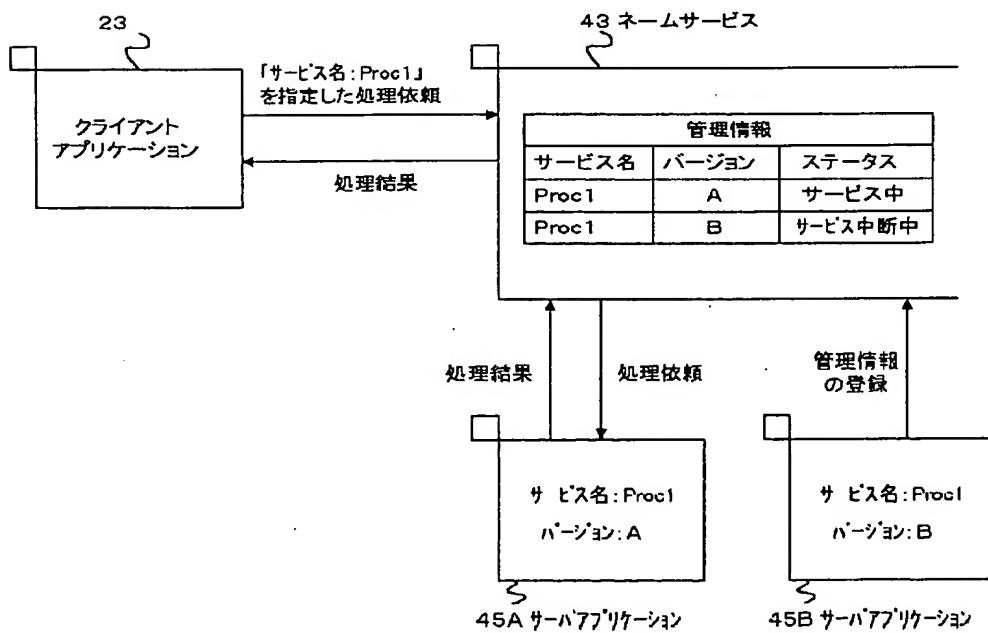 23
43 ネームサービス
「サービス名:Proc1」
を指定した処理依頼
クライアント
アプリケーション
処理結果
管理情報
サービス名 バージョン ステータス
Proc1 A サービス中
Proc1 B サービス中断中
処理結果
処理依頼
管理情報
の登録
サービス名:Proc1
バージョン:A
サービス名:Proc1
バージョン:B
45A サーバアプリケーション
45B サーバアプリケーション